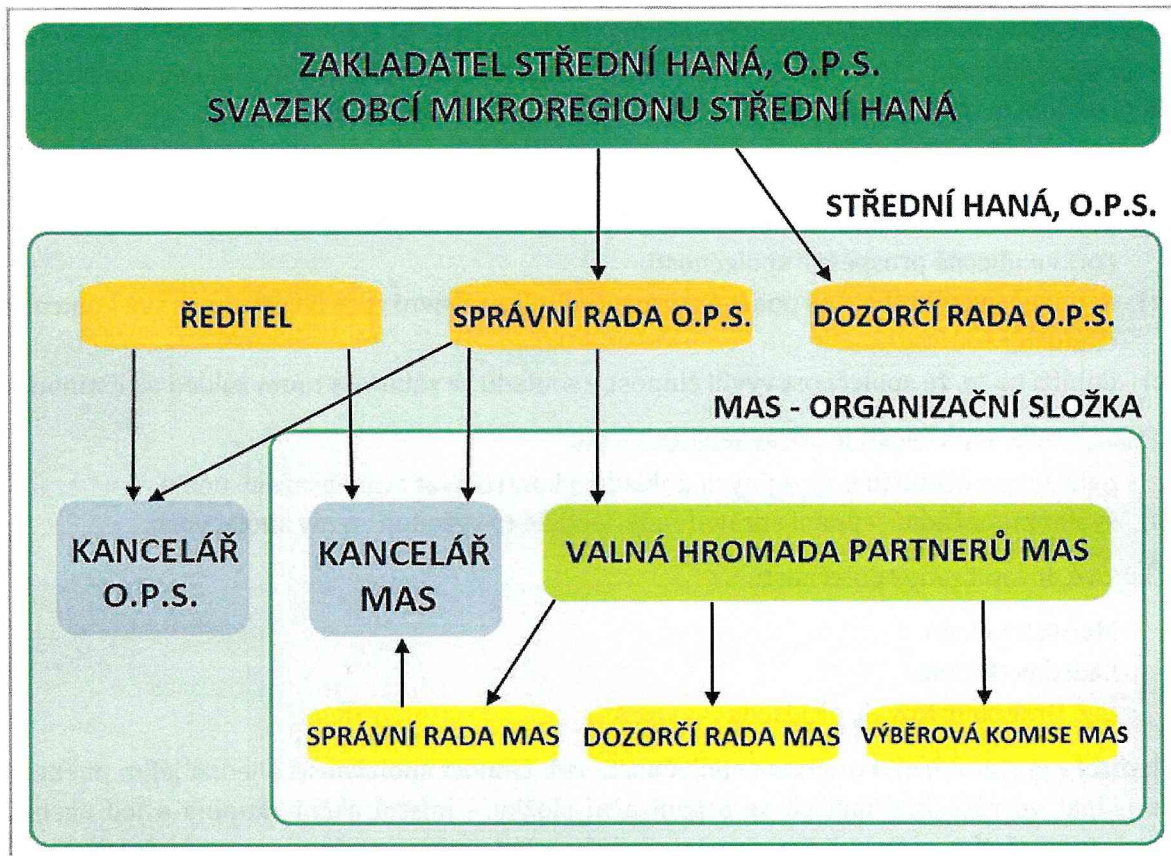 ZAKLADATEL STŘEDNÍ HANÁ, O.P.S.
SVAZEK OBCÍ MIKROREGIONU STŘEDNÍ HANÁ
STŘEDNÍ HANÁ, O.P.S.
ŘEDITEL
SPRÁVNÍ RADA O.P.S.
DOZORČÍ RADA O.P.S.
MAS - ORGANIZAČNÍ SLOŽKA
KANCELÁŘ
O.P.S.
KANCELÁŘ
MAS
VALNÁ HROMADA PARTNERŮ MAS
SPRÁVNÍ RADA MAS
DOZORČÍ RADA MAS
VÝBĚROVÁ KOMISE MAS